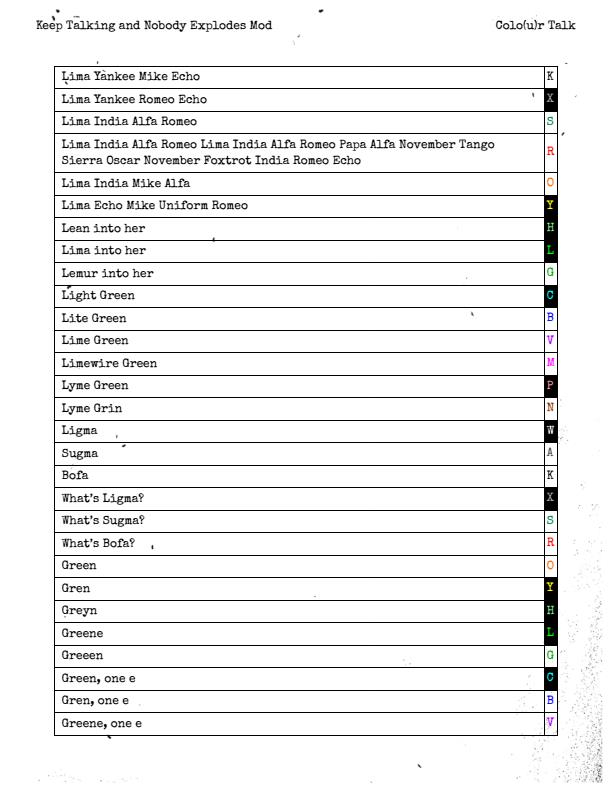 Keep Talking and Nobody Explodes Mod Colo(u)r Talk
Lima Yankee Mike Echo K
Lima Yankee Romeo Echo X
Lima India Alfa Romeo S
Lima India Alfa Romeo Lima India Alfa Romeo Papa Alfa November Tango
Sierra Oscar November Foxtrot India Romeo Echo R
Lima India Mike Alfa O
Lima Echo Mike Uniform Romeo Y
Lean into her H
Lima into her L
Lemur into her G
Light Green C
Lite Green B
Lime Green V
Limewire Green M
Lyme Green P
Lyme Grin N
Ligma W
Sugma A
Bofa K
What's Ligma? X
What's Sugma? S
What's Bofa? R
Green O
Gren Y
Greyn H
Greene L
Greeen G
Green, one e C
Gren, one e B
Greene, one e V